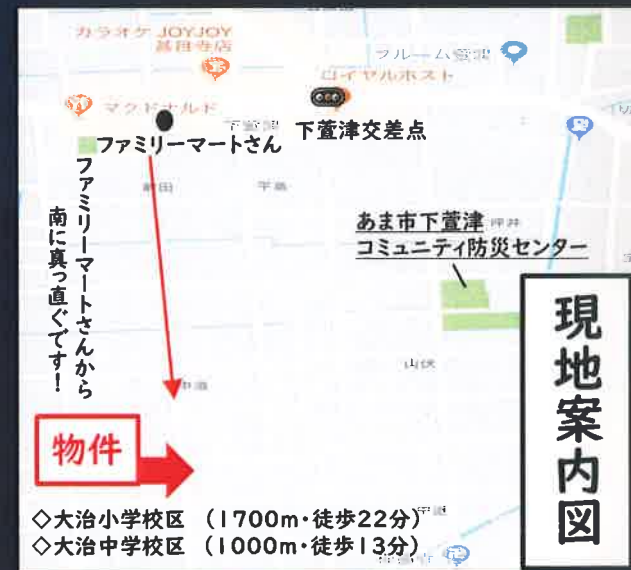 カラオケ JOYJOY
甚目寺店
ブルーム萱津
ロイヤルホスト
マクドナルド
下萱津
ファミリーマートさん
下萱津交差点
ファミリーマートさんから
南に真っ直ぐです！
前田
平島
あま市下萱津
コミュニティ防災センター
坪井
現地案内図
山伏
中道
物件
◇大治小学校区 （1700m・徒歩22分）
◇大治中学校区 （1000m・徒歩13分）